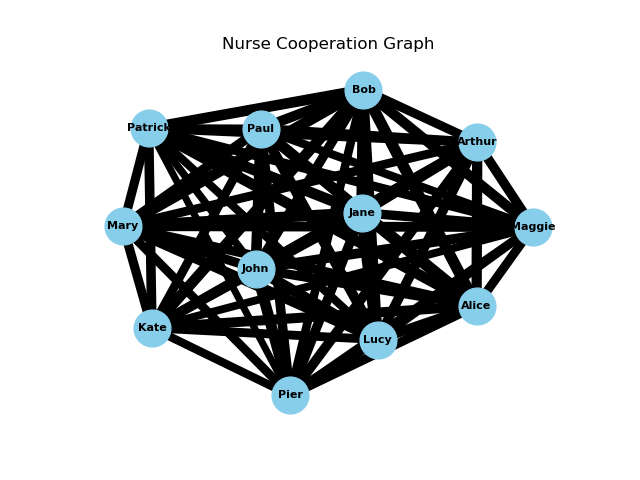 Nurse Cooperation Graph
Bob
Patrick
Paul
Arthur
Jane
Mary
Maggie
John
Alice
Kate
Lucy
Pier